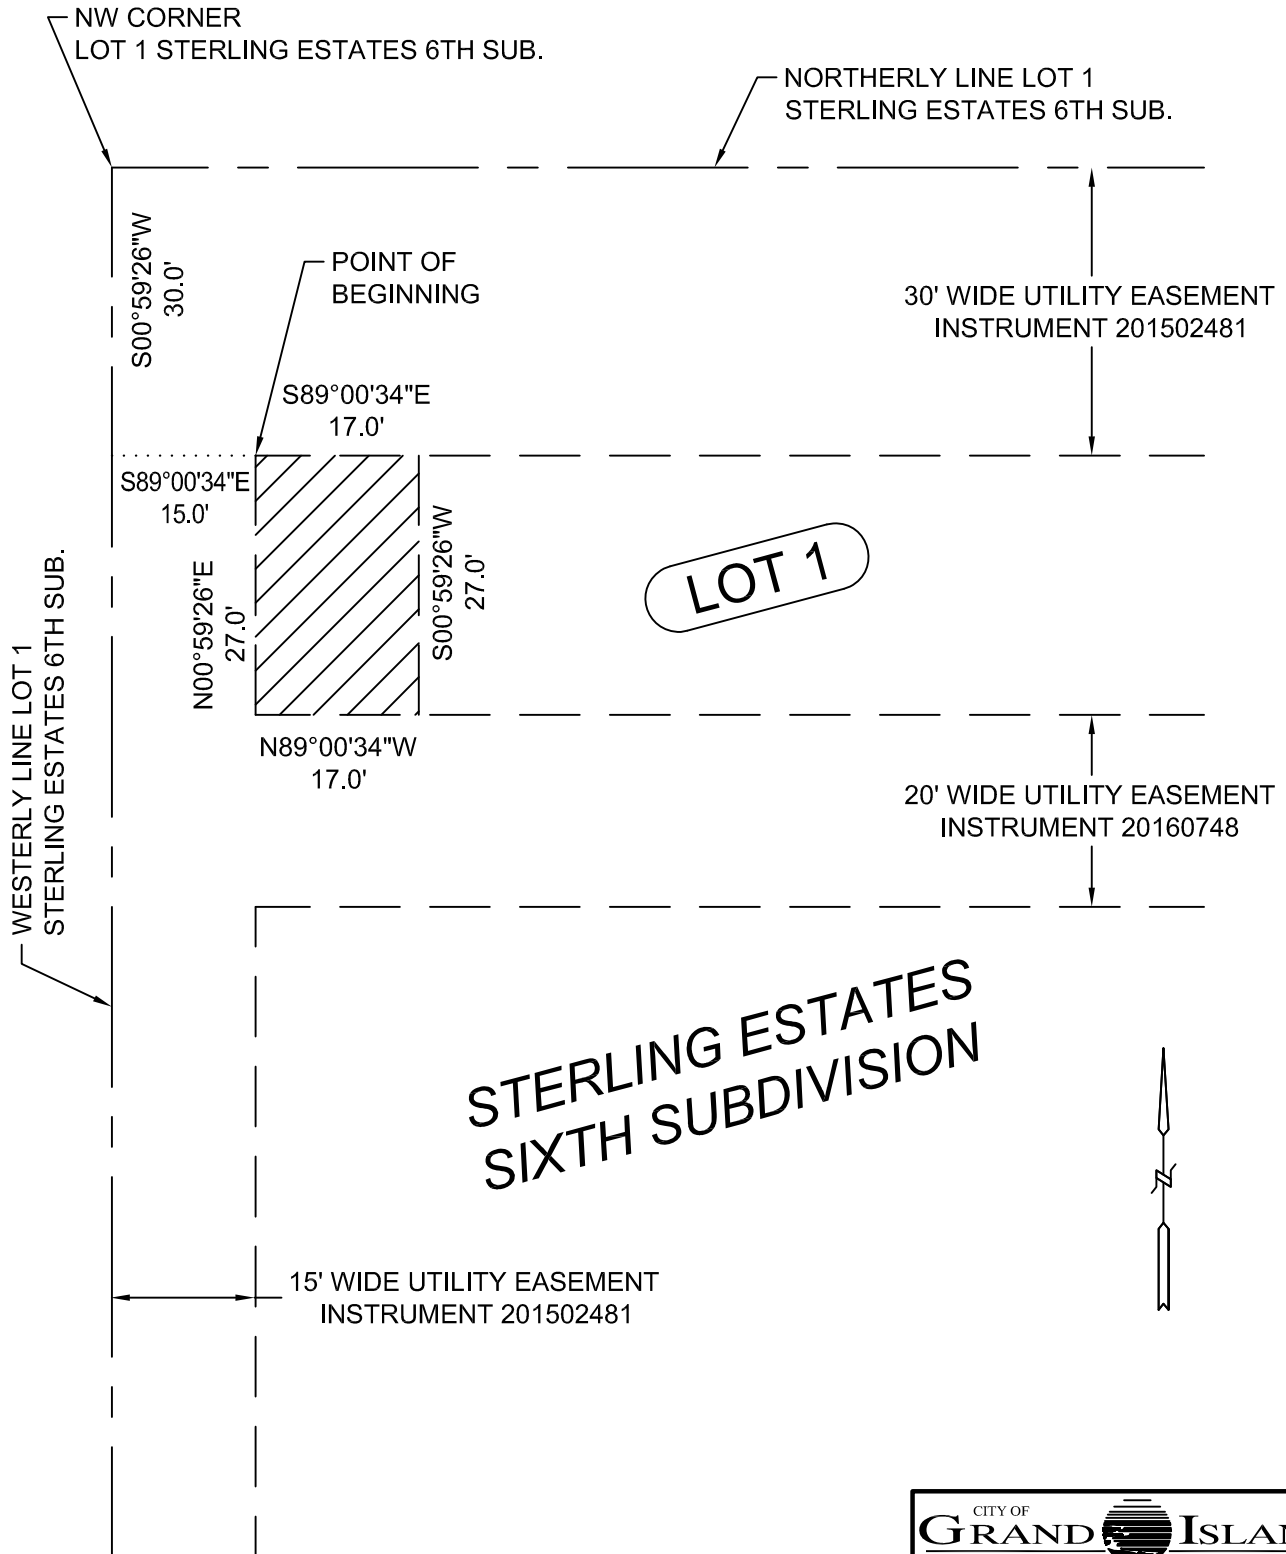 NW CORNER
LOT 1 STERLING ESTATES 6TH SUB.
NORTHERLY LINE LOT 1
STERLING ESTATES 6TH SUB.
S00°59'26"W
30.0'
POINT OF
BEGINNING
30' WIDE UTILITY EASEMENT
INSTRUMENT 201502481
S89°00'34"E
17.0'
S89°00'34"E
15.0'
N00°59'26"E
27.0'
S00°59'26"W
27.0'
LOT 1
WESTERLY LINE LOT 1
STERLING ESTATES 6TH SUB.
N89°00'34"W
17.0'
20' WIDE UTILITY EASEMENT
INSTRUMENT 20160748
STERLING ESTATES
SIXTH SUBDIVISION
15' WIDE UTILITY EASEMENT
INSTRUMENT 201502481
CITY OF
GRAND